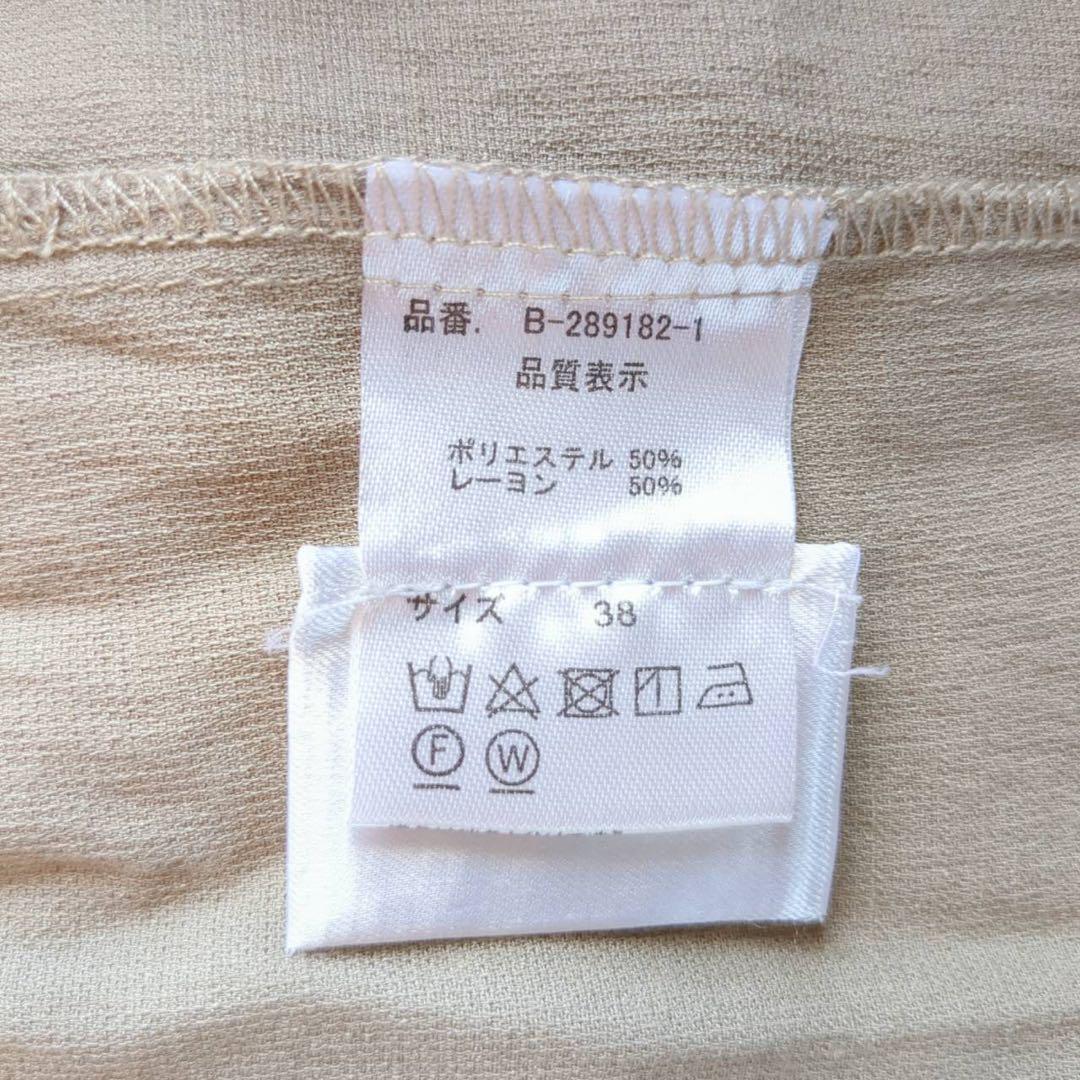 品番. B-289182-1
品質表示
ポリエステル 50%
レーヨン 50%
サイズ 38
F W